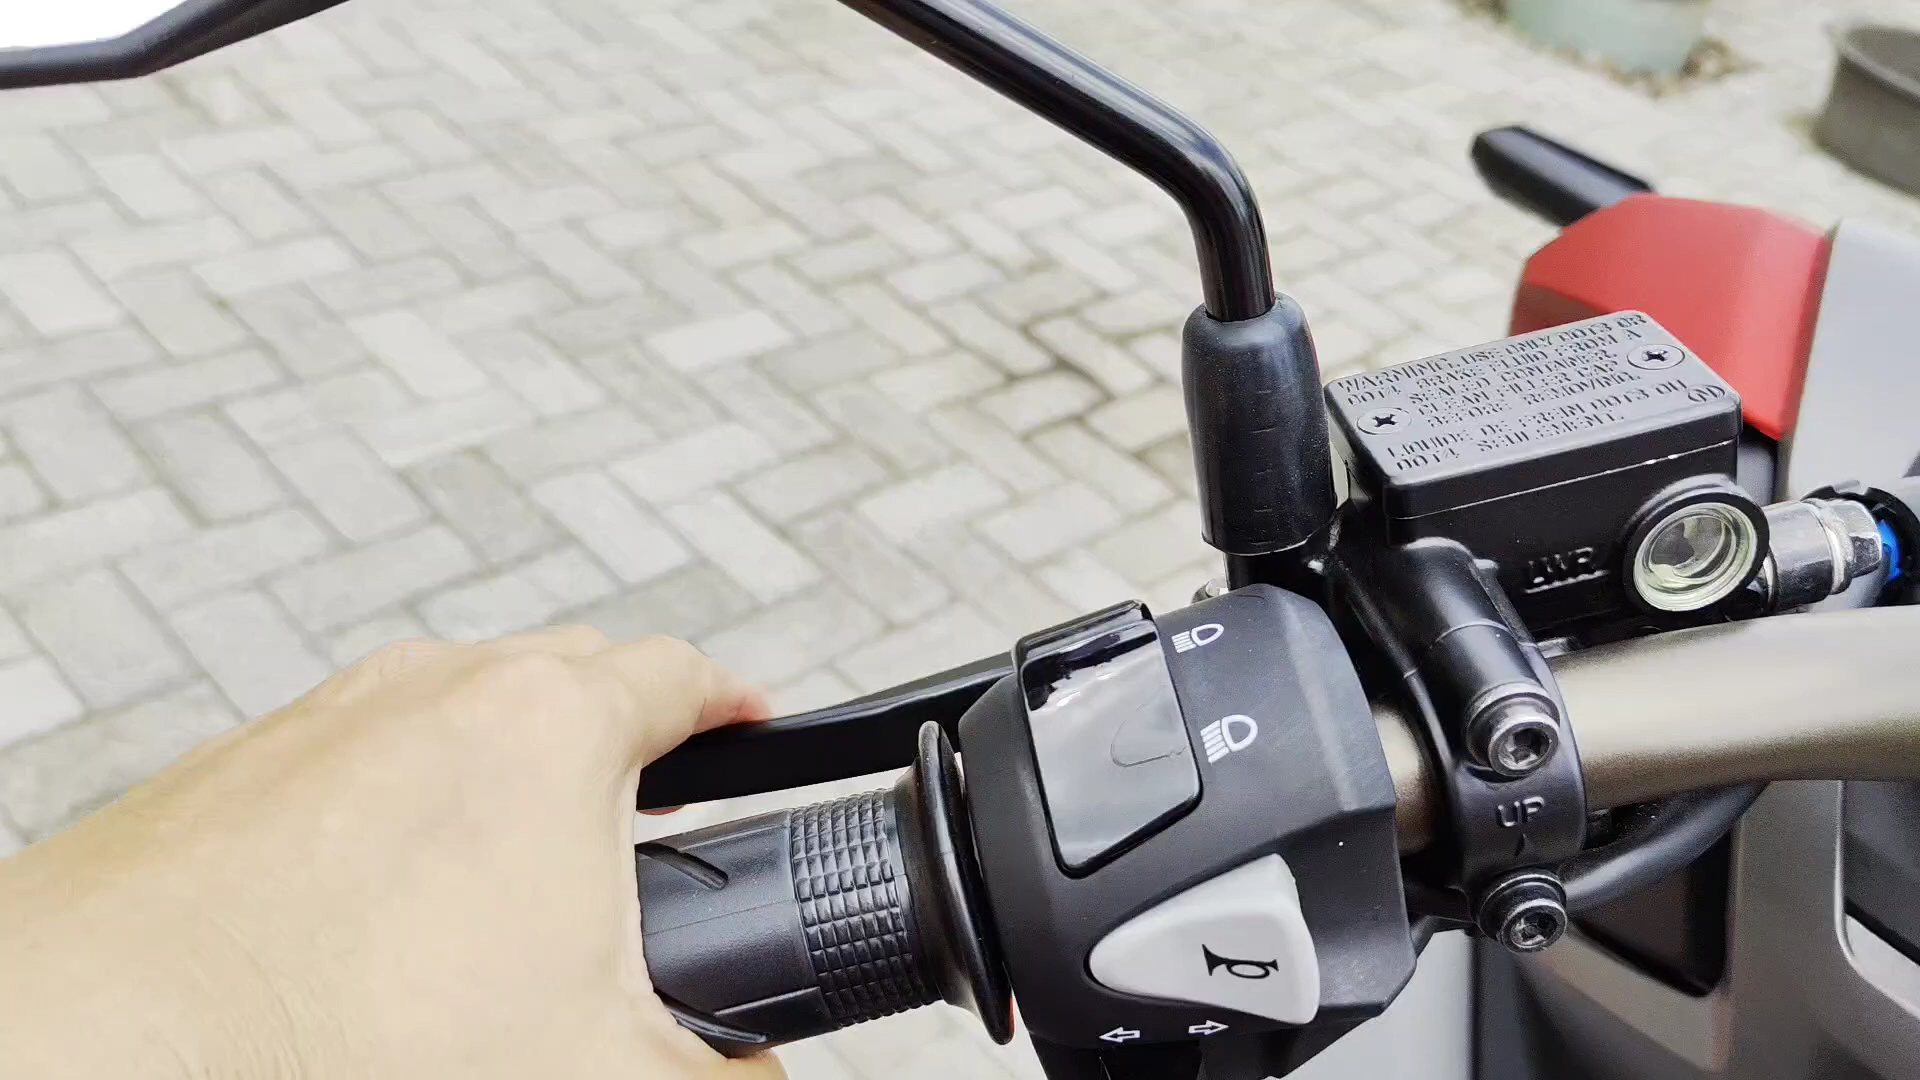 WARNING: USE ONLY DOT3 OR
DOT4 BRAKE FLUID FROM A
SEALED CONTAINER
CLEAN FILLER CAP
BEFORE REMOVING.
LIQUIDE DE FREIN DOT3 OU
DOT4 SEULEMENT.
LWR
UP